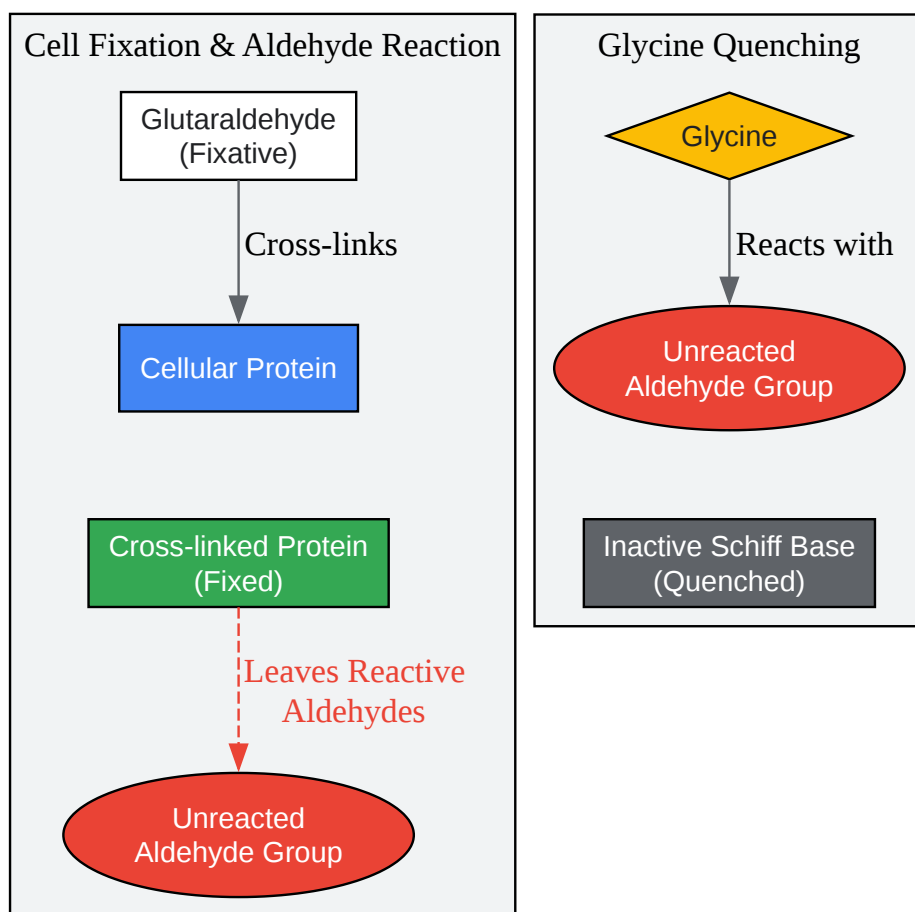 Cell Fixation & Aldehyde Reaction
Glutaraldehyde
(Fixative)
Cross-links
Cellular Protein
Cross-linked Protein
(Fixed)
Leaves Reactive
Aldehydes
Unreacted
Aldehyde Group
Glycine Quenching
Glycine
Reacts with
Unreacted
Aldehyde Group
Inactive Schiff Base
(Quenched)